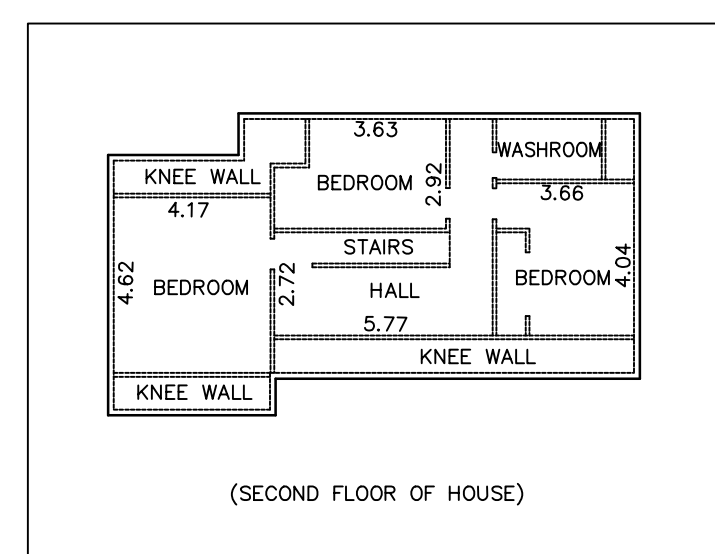 3.63
WASHROOM
KNEE WALL
BEDROOM
2.92
3.66
4.17
STAIRS
4.62
BEDROOM
2.72
HALL
BEDROOM
4.04
5.77
KNEE WALL
KNEE WALL
(SECOND FLOOR OF HOUSE)